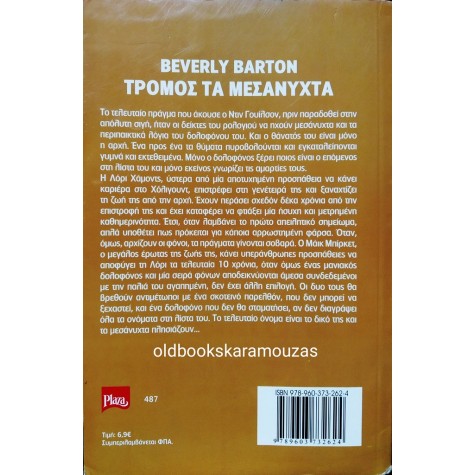 BEVERLY BARTON
ΤΡΟΜΟΣ ΤΑ ΜΕΣΑΝΥΧΤΑ
Το τελευταίο πράγμα που άκουσε ο Νταν Γουίλσον, πριν παραδοθεί στην
απόλυτη σιγή, ήταν οι δείκτες του ρολογιού να ηχούν μεσάνυχτα και τα
περιπαικτικά λόγια του δολοφόνου του. Και ο θάνατός του είναι μόνο
η αρχή. Ένα προς ένα τα θύματα πυροβολούνται και εγκαταλείπονται
γυμνά και εκτεθειμένα. Μόνο ο δολοφόνος ξέρει ποιος είναι ο επόμενος
στη λίστα του και μόνο εκείνος γνωρίζει τις αμαρτίες τους.
Η Λόρι Χάμοντς, ύστερα από μία αποτυχημένη προσπάθεια να κάνει
καριέρα στο Χόλιγουντ, επιστρέφει στη γενέτειρά της και ξαναχτίζει
τη ζωή της από την αρχή. Έχουν περάσει σχεδόν δέκα χρόνια από την
επιστροφή της και έχει καταφέρει να φτιάξει μία ήσυχη και μετρημένη
καθημερινότητα. Έτσι, όταν λαμβάνει το πρώτο απειλητικό σημείωμα,
απλά υποθέτει πως πρόκειται για κάποια αρρωστημένη φάρσα. Όταν,
όμως, αρχίζουν οι φόνοι, τα πράγματα γίνονται σοβαρά. Ο Μάικ Μπίρκετ,
ο μεγάλος έρωτας της ζωής της, κάνει υπεράνθρωπες προσπάθειες να
αποφύγει τη Λόρι τα τελευταία 10 χρόνια, όταν όμως ένας μανιακός
δολοφόνος και μία σειρά φόνων αποδεικνύονται άμεσα συνδεδεμένοι
με την παλιά του αγαπημένη, δεν έχει άλλη επιλογή. Οι δυο τους θα
βρεθούν αντιμέτωποι με ένα σκοτεινό παρελθόν, που δεν μπορεί να
ξεχαστεί, και ένα δολοφόνο που δεν θα σταματήσει, αν δεν διαγράψει
όλα τα ονόματα στη λίστα του. Το τελευταίο όνομα είναι το δικό της και
τα μεσάνυχτα πλησιάζουν...
oldbookskaramouzas
Plaza
487
Τιμή: 6,9€
Συμπεριλαμβάνεται ΦΠΑ.
ISBN 978-960-373-262-4
9789603732624